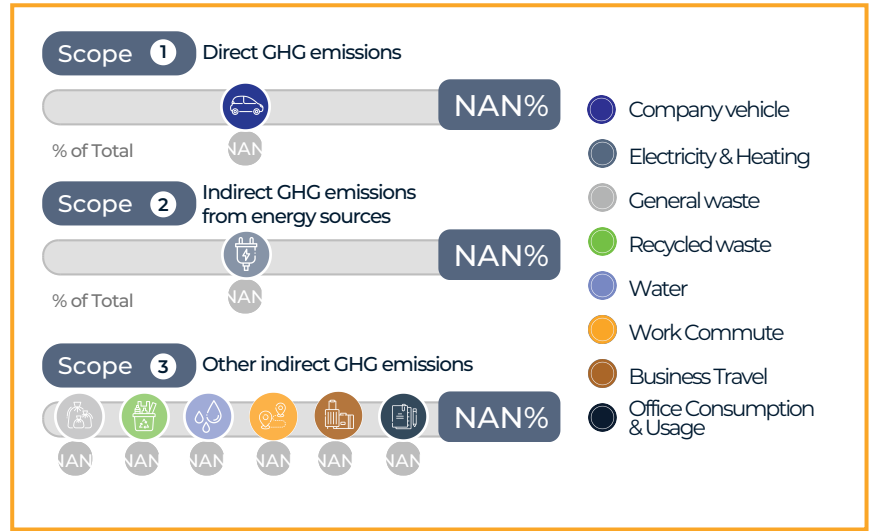 Scope 1 Direct GHG emissions
NAN%
% of Total
NAN
Scope 2 Indirect GHG emissions
from energy sources
NAN%
% of Total
NAN
Scope 3 Other indirect GHG emissions
NAN%
NAN NAN NAN NAN NAN NAN
Company vehicle
Electricity & Heating
General waste
Recycled waste
Water
Work Commute
Business Travel
Office Consumption
& Usage